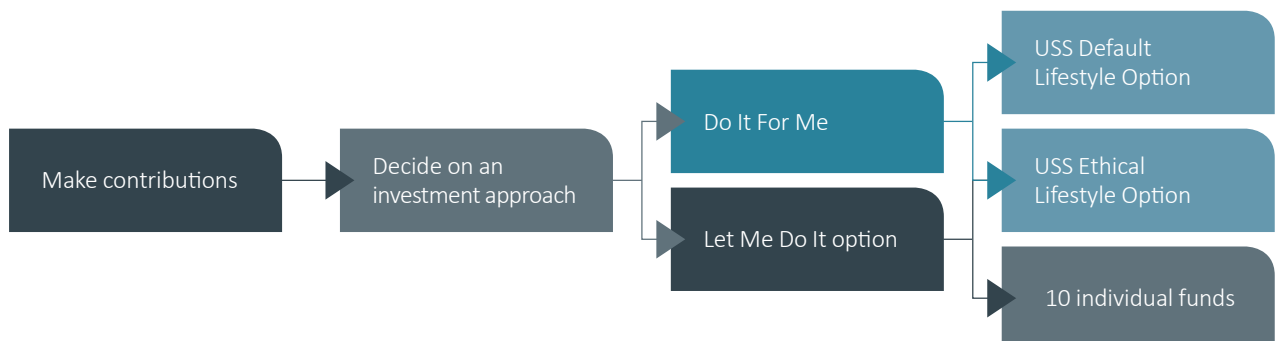 Make contributions
Decide on an
investment approach
Do It For Me
Let Me Do It option
USS Default
Lifestyle Option
USS Ethical
Lifestyle Option
10 individual funds